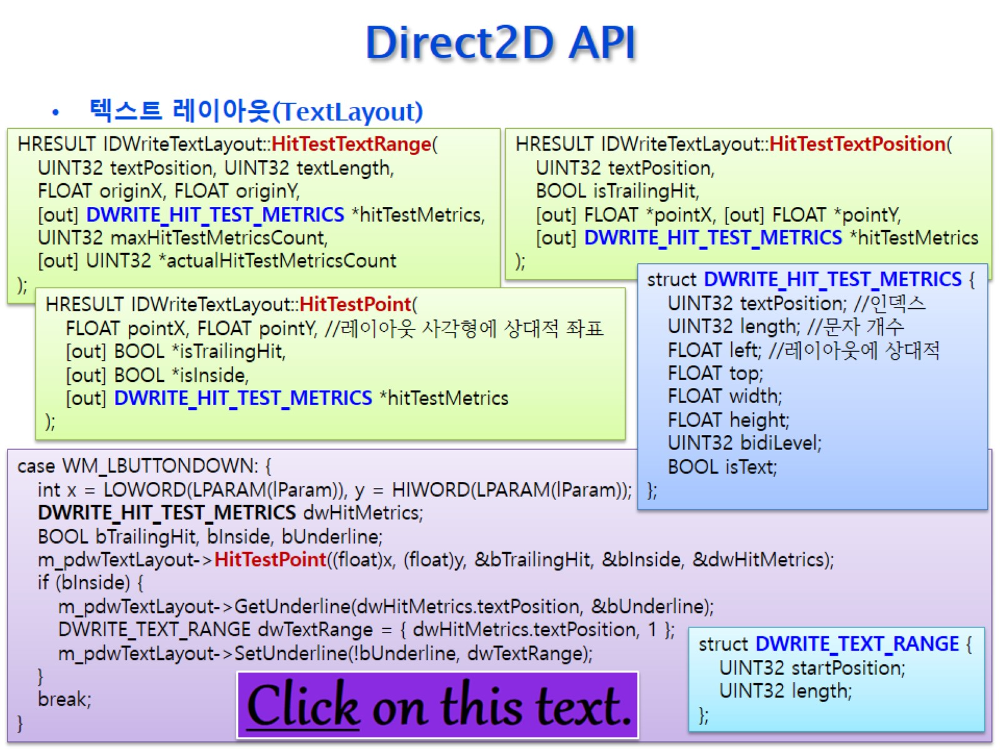 Direct2D API
• 텍스트 레이아웃(TextLayout)
HRESULT IDWriteTextLayout::HitTestTextRange(
UINT32 textPosition, UINT32 textLength,
FLOAT originX, FLOAT originY,
[out] DWRITE_HIT_TEST_METRICS *hitTestMetrics,
UINT32 maxHitTestMetricsCount,
[out] UINT32 *actualHitTestMetricsCount
);
HRESULT IDWriteTextLayout::HitTestTextPosition(
UINT32 textPosition,
BOOL isTrailingHit,
[out] FLOAT *pointX, [out] FLOAT *pointY,
[out] DWRITE_HIT_TEST_METRICS *hitTestMetrics
);
HRESULT IDWriteTextLayout::HitTestPoint(
FLOAT pointX, FLOAT pointY, //레이아웃 사각형에 상대적 좌표
[out] BOOL *isTrailingHit,
[out] BOOL *isInside,
[out] DWRITE_HIT_TEST_METRICS *hitTestMetrics
);
struct DWRITE_HIT_TEST_METRICS {
UINT32 textPosition; //인덱스
UINT32 length; //문자 개수
FLOAT left; //레이아웃에 상대적
FLOAT top;
FLOAT width;
FLOAT height;
UINT32 bidiLevel;
BOOL isText;
};
case WM_LBUTTONDOWN: {
int x = LOWORD(LPARAM(lParam)), y = HIWORD(LPARAM(lParam));
DWRITE_HIT_TEST_METRICS dwHitMetrics;
BOOL bTrailingHit, bInside, bUnderline;
m_pdwTextLayout->HitTestPoint((float)x, (float)y, &bTrailingHit, &bInside, &dwHitMetrics);
if (bInside) {
m_pdwTextLayout->GetUnderline(dwHitMetrics.textPosition, &bUnderline);
DWRITE_TEXT_RANGE dwTextRange = { dwHitMetrics.textPosition, 1 };
m_pdwTextLayout->SetUnderline(!bUnderline, dwTextRange);
}
break;
}
Click on this text.
struct DWRITE_TEXT_RANGE {
UINT32 startPosition;
UINT32 length;
};